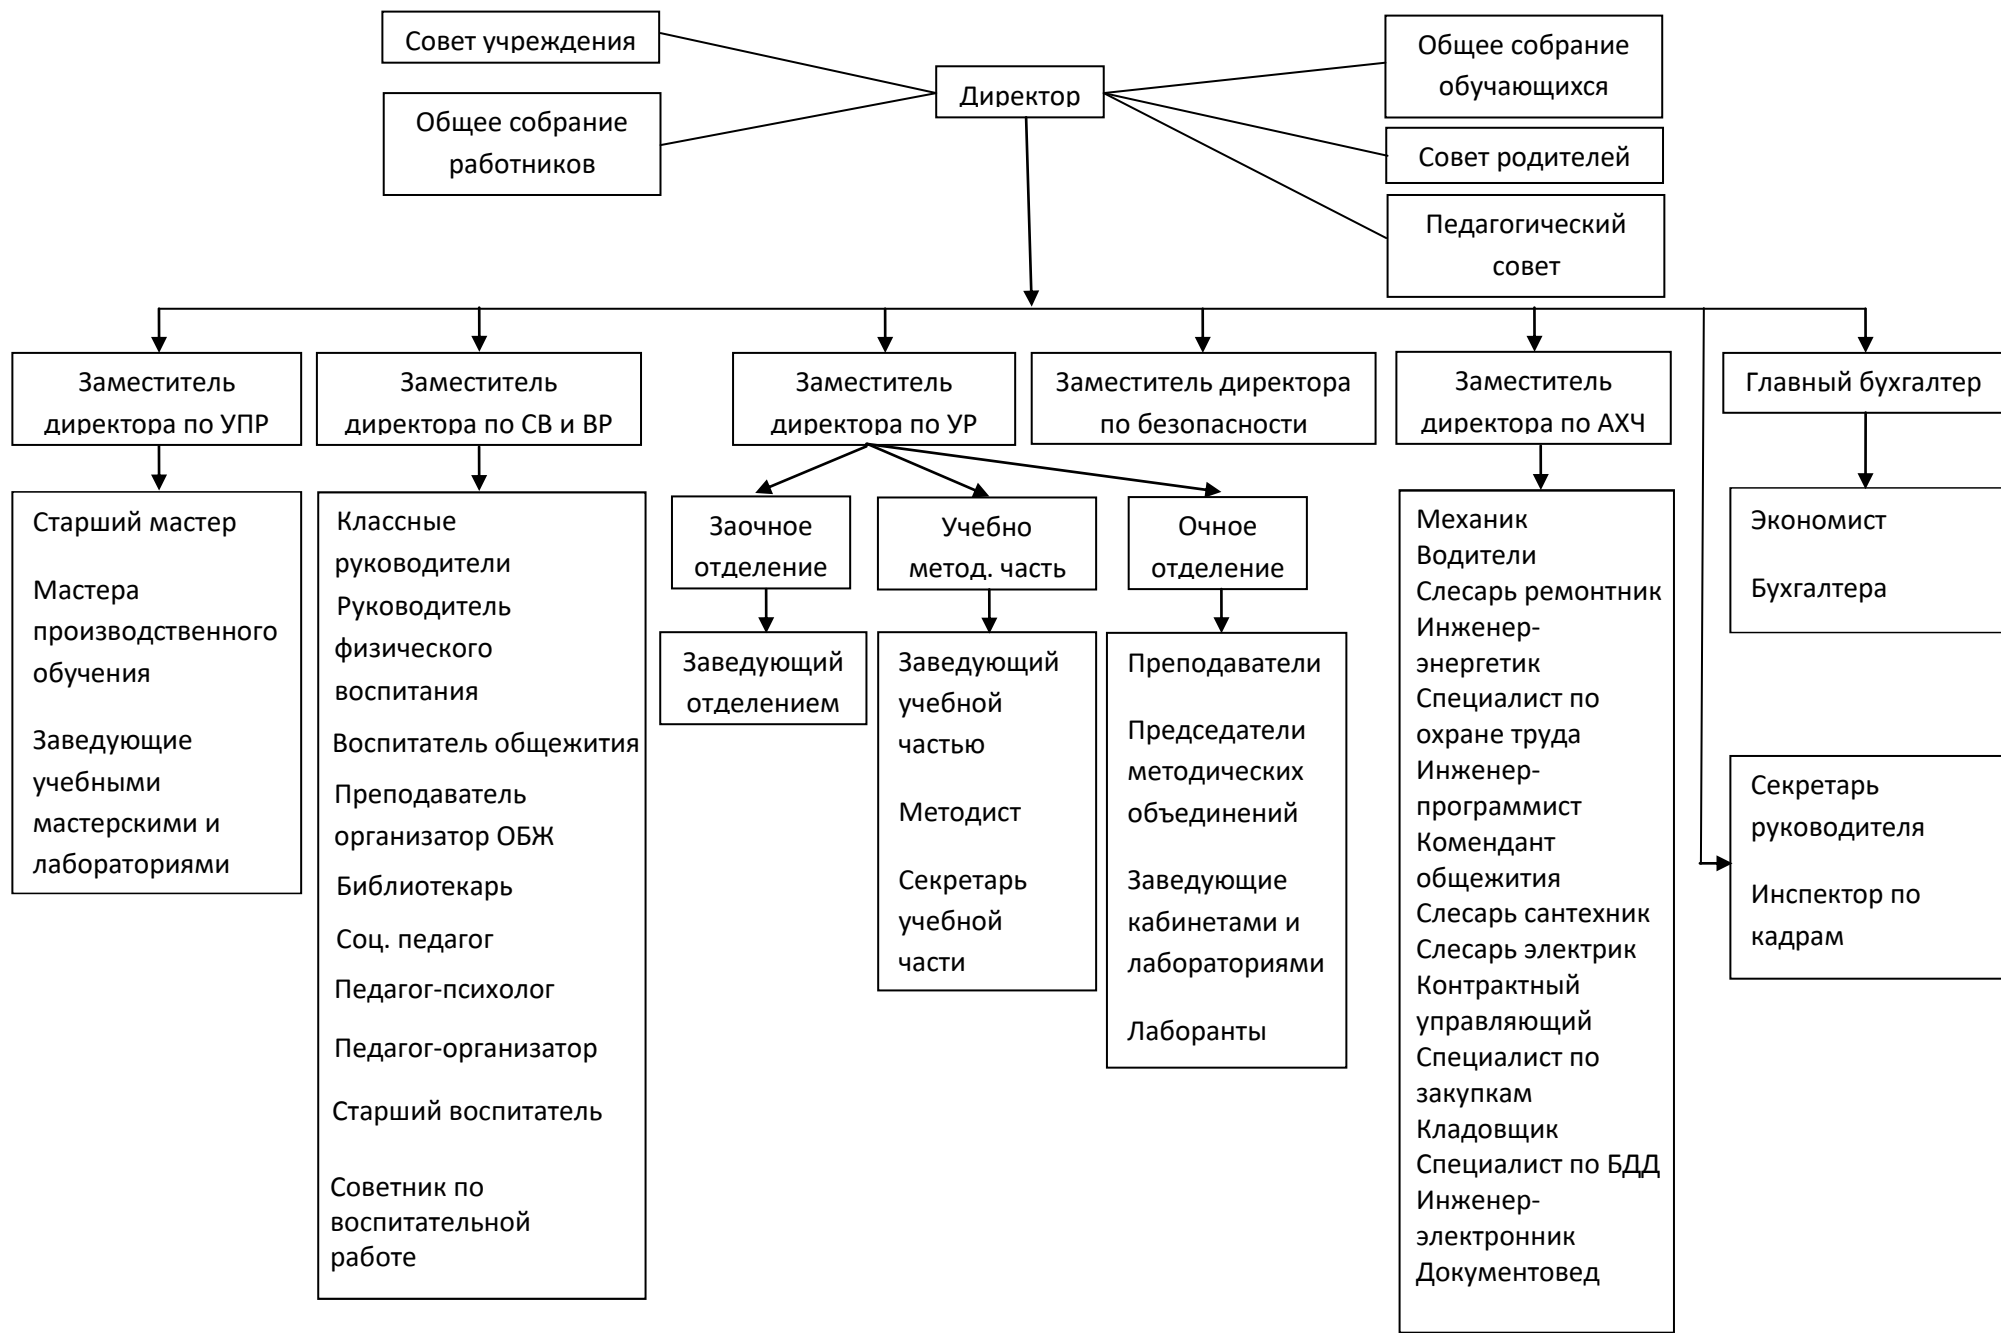 Совет учреждения
Общее собрание
работников
Директор
Общее собрание
обучающихся
Совет родителей
Педагогический
совет
Заместитель
директора по УПР
Заместитель
директора по СВ и ВР
Заместитель
директора по УР
Заместитель директора
по безопасности
Заместитель
директора по АХЧ
Главный бухгалтер
Старший мастер
Мастера
производственного
обучения
Заведующие
учебными
мастерскими и
лабораториями
Классные
руководители
Руководитель
физического
воспитания
Воспитатель общежития
Преподаватель
организатор ОБЖ
Библиотекарь
Соц. педагог
Педагог-психолог
Педагог-организатор
Старший воспитатель
Советник по
воспитательной
работе
Заочное
отделение
Учебно
метод. часть
Очное
отделение
Заведующий
отделением
Заведующий
учебной
частью
Методист
Секретарь
учебной
части
Преподаватели
Председатели
методических
объединений
Заведующие
кабинетами и
лабораториями
Лаборанты
Механик
Водители
Слесарь ремонтник
Инженер-
энергетик
Специалист по
охране труда
Инженер-
программист
Комендант
общежития
Слесарь сантехник
Слесарь электрик
Контрактный
управляющий
Специалист по
закупкам
Кладовщик
Специалист по БДД
Инженер-
электронник
Документовед
Экономист
Бухгалтера
Секретарь
руководителя
Инспектор по
кадрам